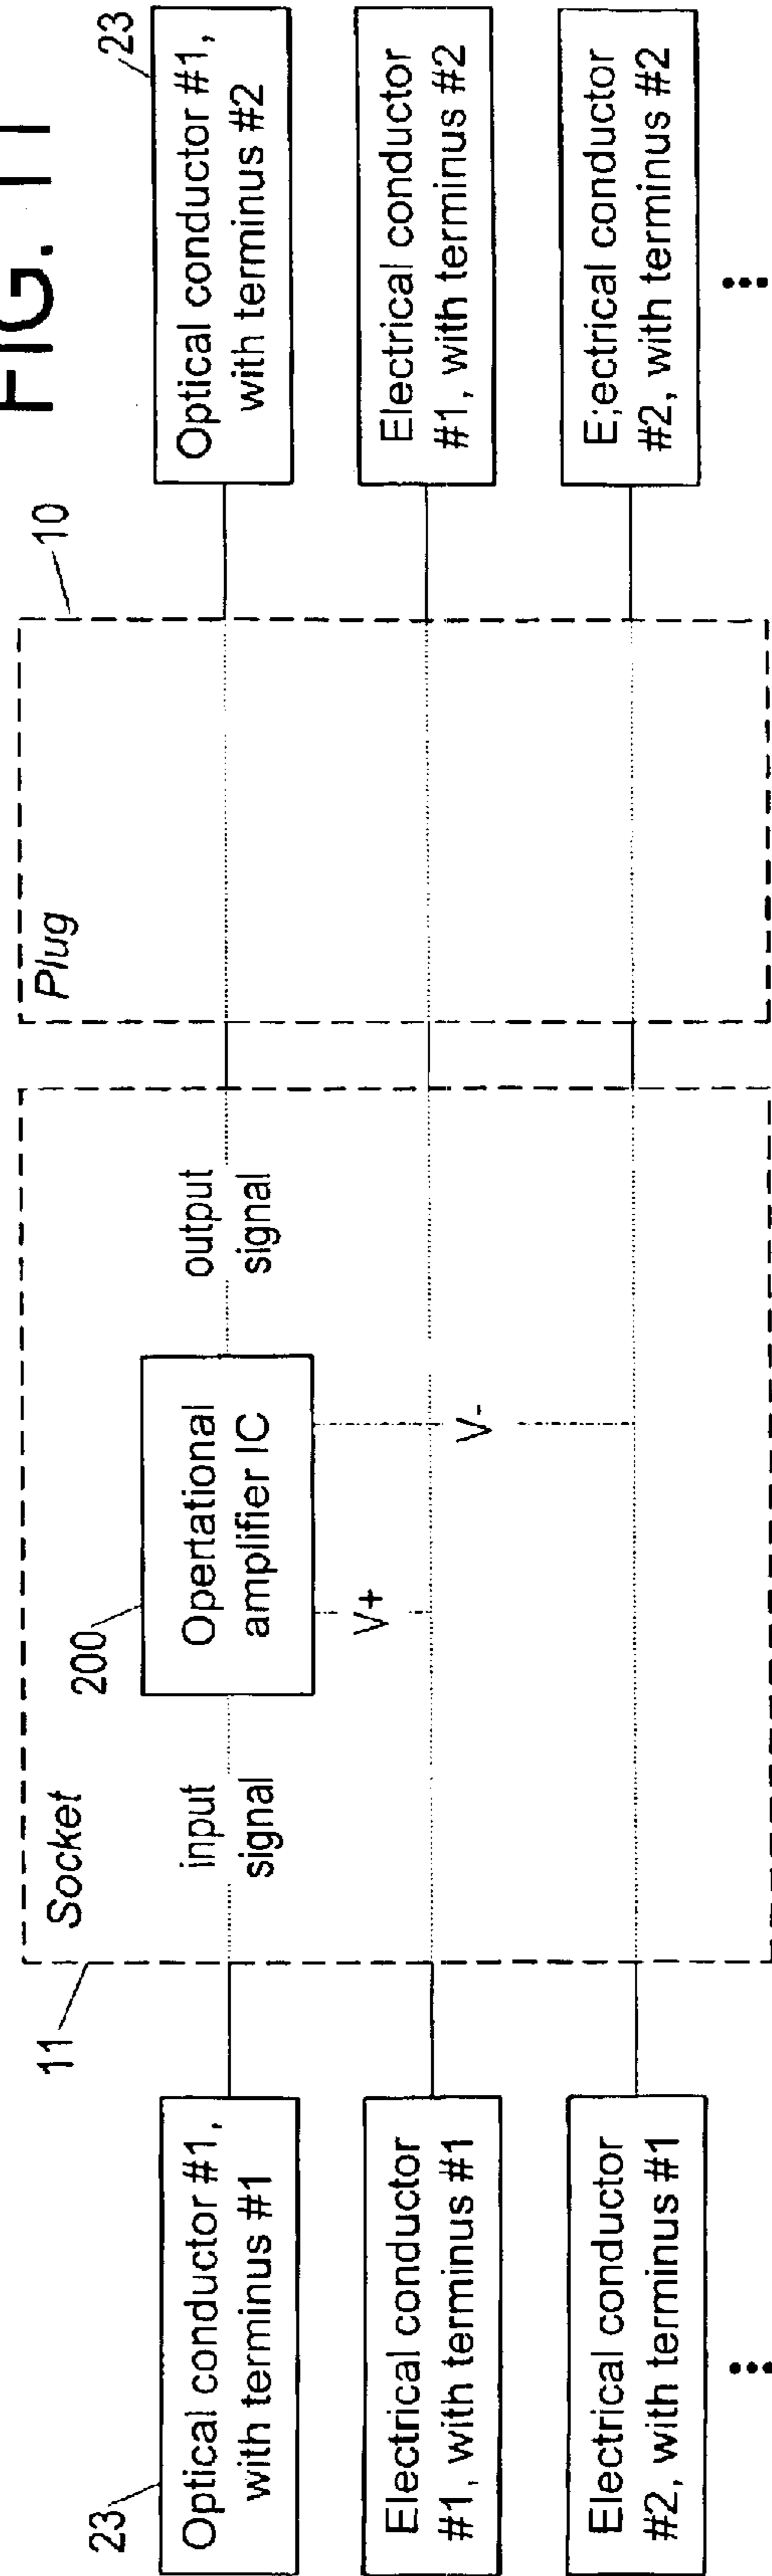 FIG. 11
23
Optical conductor #1,
with terminus #1
Electrical conductor
#1, with terminus #1
Electrical conductor
#2, with terminus #1
11
Socket
input
signal
200
Opertational
amplifier IC
V+
V-
output
signal
10
Plug
23
Optical conductor #1,
with terminus #2
Electrical conductor
#1, with terminus #2
E;ectrical conductor
#2, with terminus #2